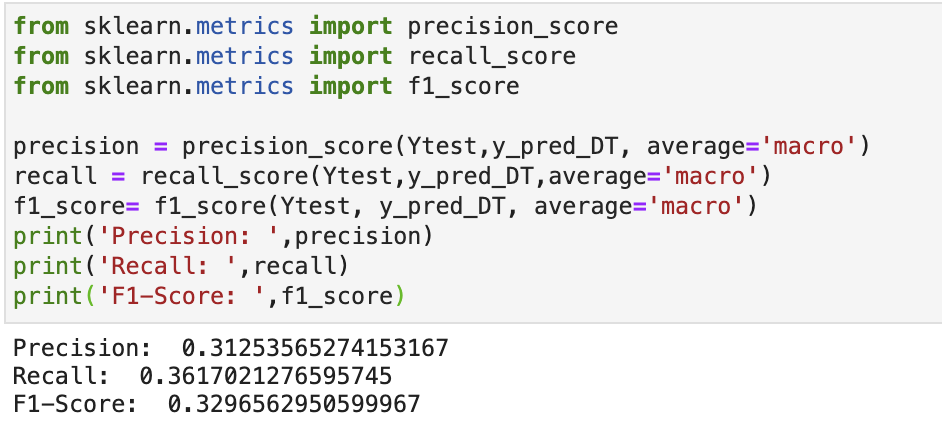 from sklearn.metrics import precision_score
from sklearn.metrics import recall_score
from sklearn.metrics import f1_score
precision = precision_score(Ytest,y_pred_DT, average='macro')
recall = recall_score(Ytest,y_pred_DT,average='macro')
f1_score= f1_score(Ytest, y_pred_DT, average='macro')
print('Precision: ',precision)
print('Recall: ',recall)
print('F1-Score: ',f1_score)
Precision:  0.31253565274153167
Recall:  0.3617021276595745
F1-Score:  0.3296562950599967